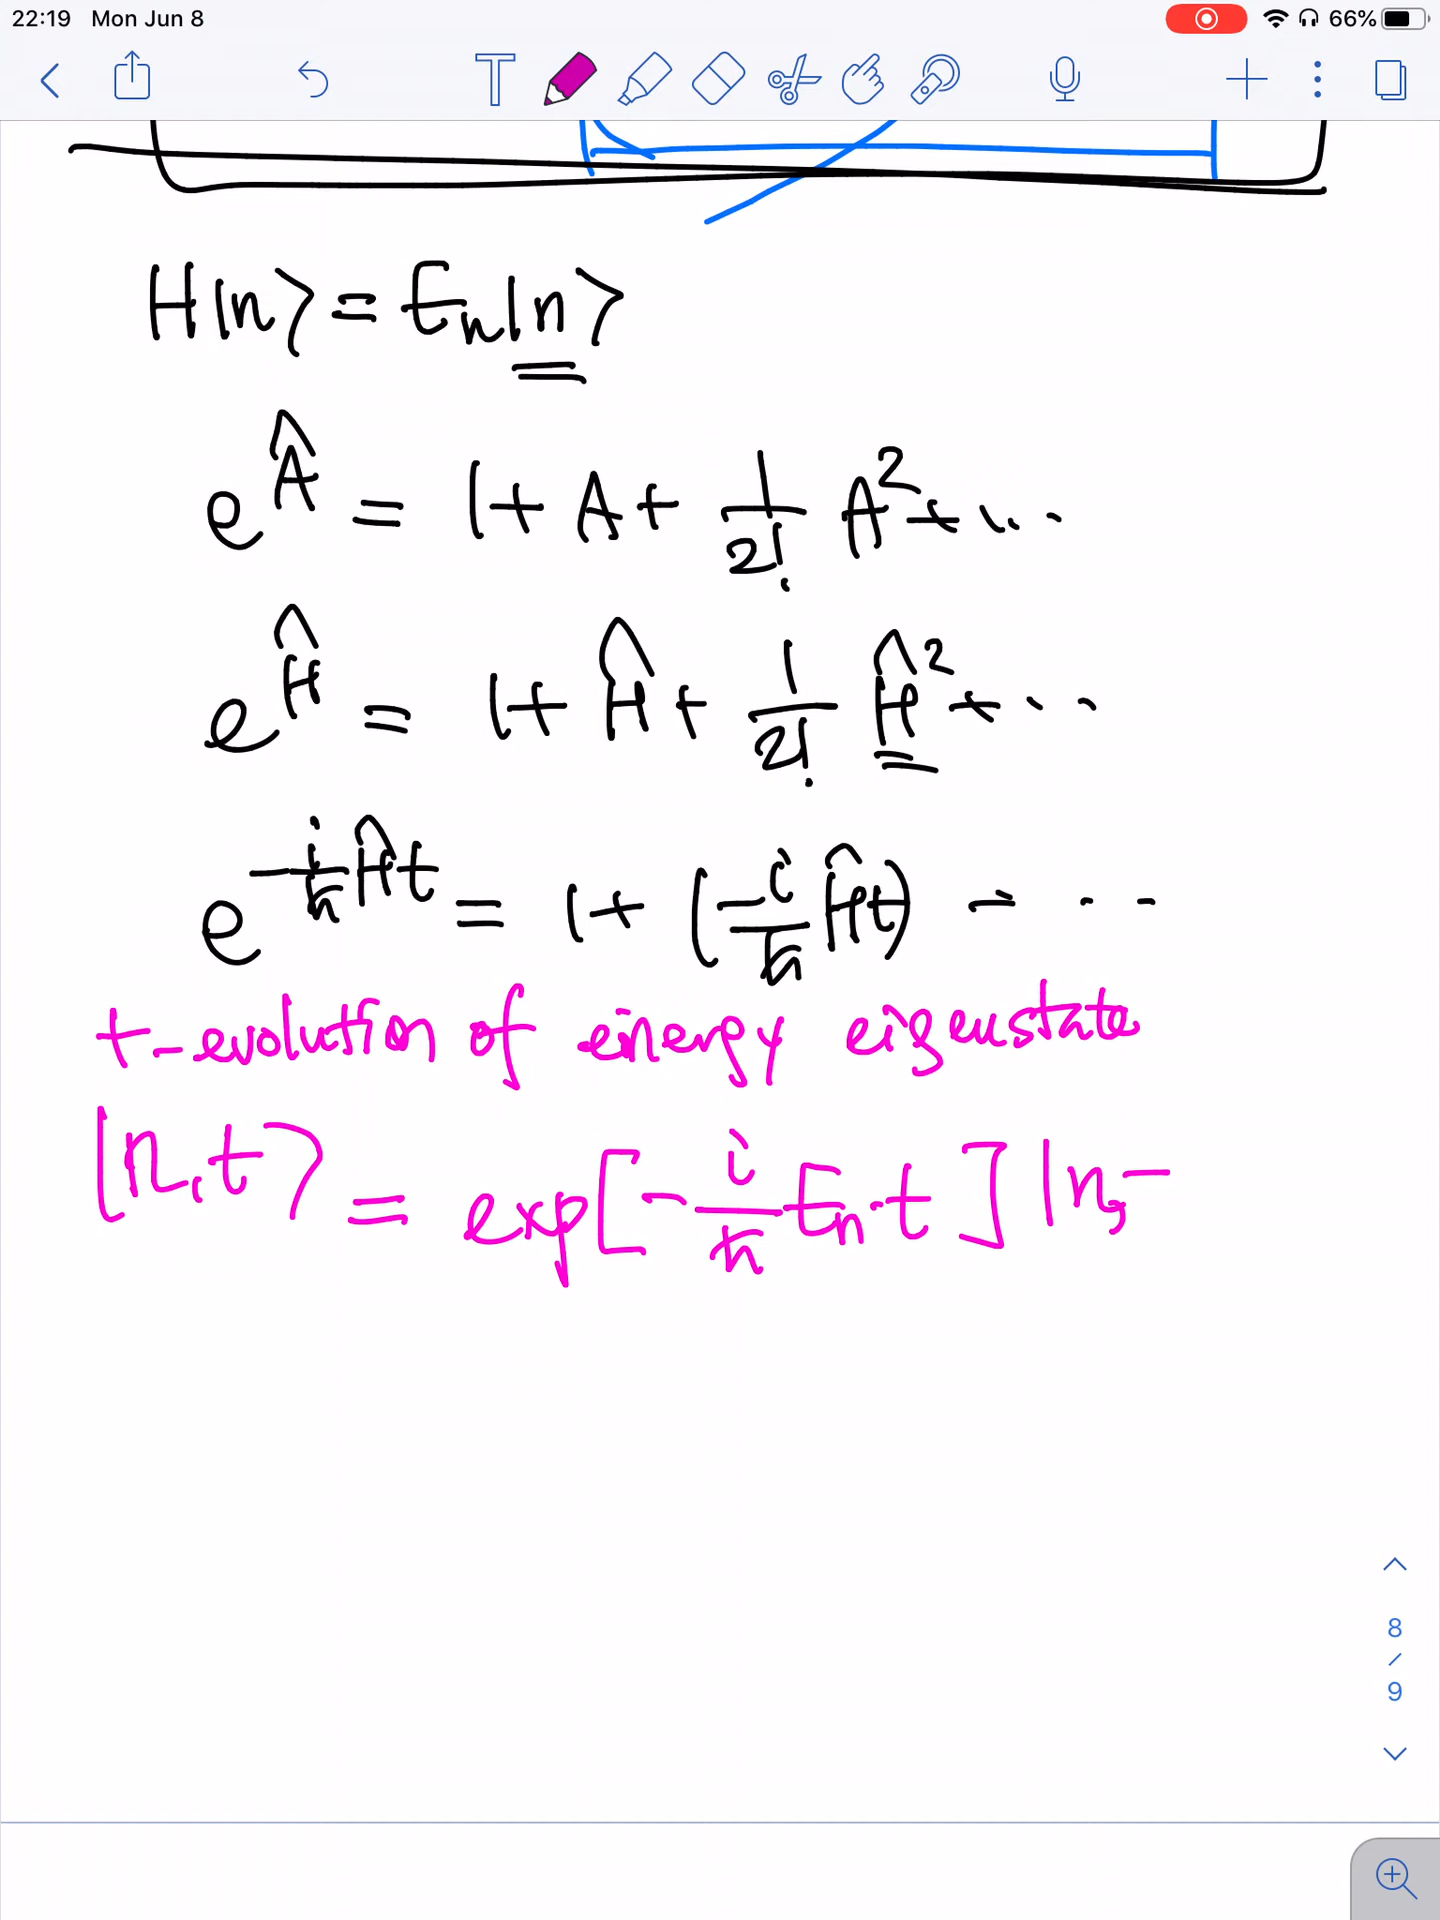 22:19 Mon Jun 8 66%
T
H|n⟩ = Eₙ|n⟩
e^Â = 1 + A + 1/2! A² + ...
e^Ĥ = 1 + Ĥ + 1/2! Ĥ² + ...
e^(-i/ħ Ĥt) = 1 + (-i/ħ Ĥt) - ...
t-evolution of energy eigenstate
|n,t⟩ = exp[-i/ħ Eₙ·t] |n,
8
/
9